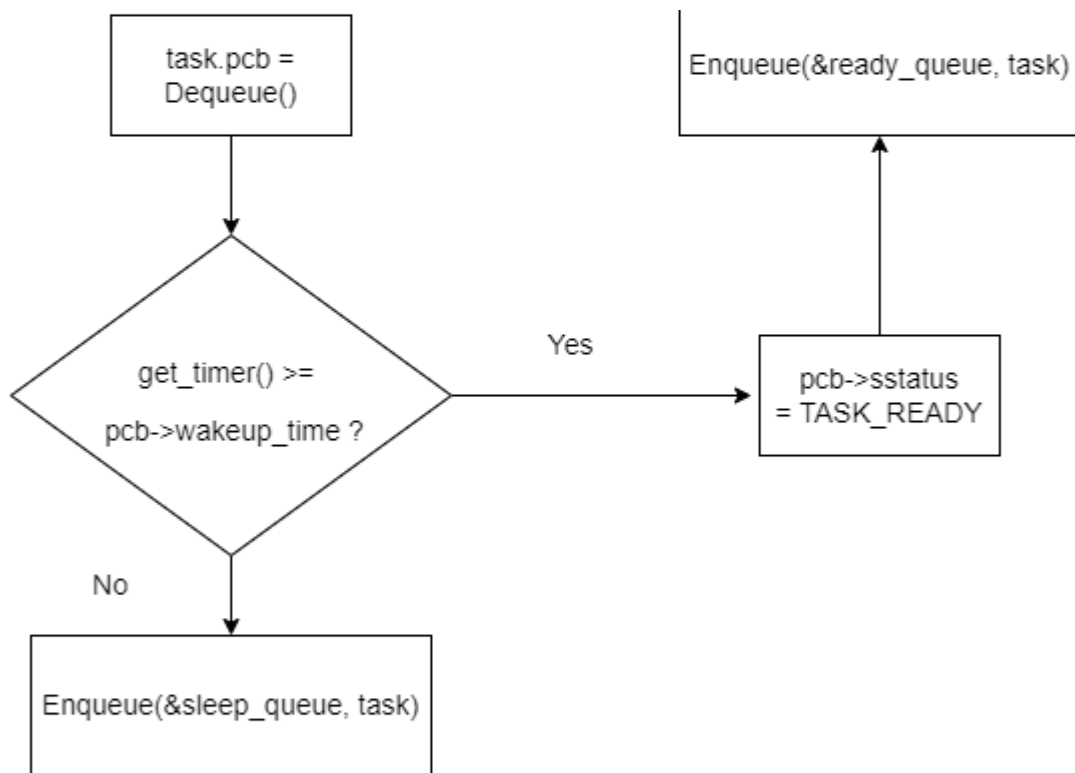 task.pcb =
Dequeue()
Enqueue(&ready_queue, task)
get_timer() >=
pcb->wakeup_time ?
Yes
pcb->sstatus
= TASK_READY
No
Enqueue(&sleep_queue, task)